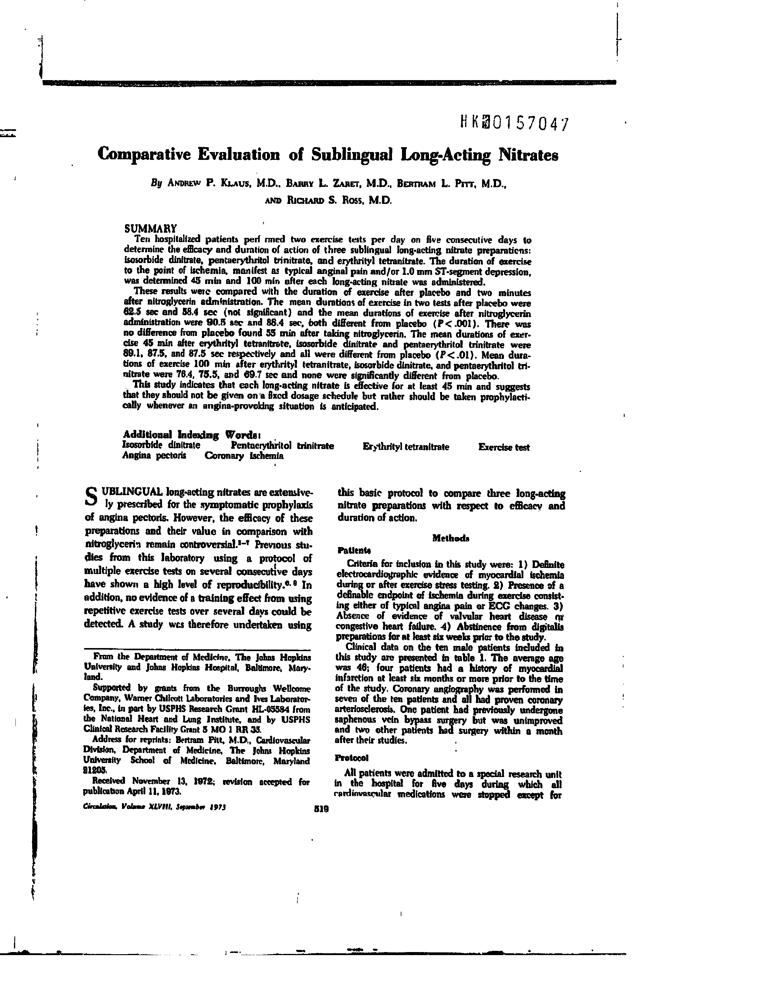 HK 0157047
Comparative Evaluation of Sublingual Long-Acting Nitrates
By ANDREW P. KLAUS, M.D., BARRY L. ZARET, M.D., BERTRAM L. PITT, M.D.,
AND RICHARD S. ROSS, M.D.
SUMMARY
Ten hospitalized patients perf rmed two exercise tests per day on five consecutive days to
determine the efficacy and duration of action of three sublingual long-acting nitrate preparations:
isosorbide dinitrate, pentaerythritol trinitrate, and erythrityl tetranitrate. The duration of exercise
to the point of ischemia, manifest as typical anginal pain and/or 1.0 mm ST-segment depression,
was determined 45 min and 100 min after each long-acting nitrate was administered.
These results were compared with the duration of exercise after placebo and two minutes
after nitroglycerin administration. The mean durations of exercise in two tests after placebo were
62.5 sec and 58.4 sec (not significant) and the mean durations of exercise after nitroglycerin
administration were 90.5 sec and 88.4 sec, both different from placebo (P<.001). There was
no difference from placebo found 55 min after taking nitroglycerin. The mean durations of exer-
cise 45 min after erythrityl tetranitrate, isosorbide dinitrate and pentaerythritol trinitrate were
89.1, 87.5, and 87.5 sec respectively and all were different from placebo (P<.01). Mean dura-
tions of exercise 100 min after erythrityl tetranitrate, isosorbide dinitrate, and pentaerythritol tri-
nitrate were 76.4, 75.5, and 69.7 sec and none were significantly different from placebo.
This study indicates that each long-acting nitrate is effective for at least 45 min and suggests
that they should not be given on a fixed dosage schedule but rather should be taken prophylacti-
cally whenever an angina-provoking situation is anticipated.
Additional Indexing Words:
Isosorbide dinitrate Pentaerythritol trinitrate Erythrityl tetranitrate Exercise test
Angina pectoris Coronary ischemia
SUBLINGUAL long-acting nitrates are extensive-
ly prescribed for the symptomatic prophylaxis
of angina pectoris. However, the efficacy of these
preparations and their value in comparison with
nitroglycerin remain controversial.1–7 Previous stu-
dies from this laboratory using a protocol of
multiple exercise tests on several consecutive days
have shown a high level of reproducibility. In
addition, no evidence of a training effect from using
repetitive exercise tests over several days could be
detected. A study was therefore undertaken using
From the Department of Medicine, The Johns Hopkins
University and Johns Hopkins Hospital, Baltimore, Mary-
land.
Supported by grants from the Burroughs Wellcome
Company, Warner Chilcott Laboratories and Ives Laborator-
ies, Inc., in part by USPHS Research Grant HL-05584 from
the National Heart and Lung Institute, and by USPHS
Clinical Research Facility Grant 5 MO 1 RR 35.
Address for reprints: Bertram Pitt, M.D., Cardiovascular
Division, Department of Medicine, The Johns Hopkins
University School of Medicine, Baltimore, Maryland
21205.
Received November 13, 1972; revision accepted for
publication April 11, 1973.
Circulation, Volume XLVIII, September 1973
this basic protocol to compare three long-acting
nitrate preparations with respect to efficacy and
duration of action.
Methods
Patients
Criteria for inclusion in this study were: 1) Definite
electrocardiographic evidence of myocardial ischemia
during or after exercise stress testing. 2) Presence of a
definable endpoint of ischemia during exercise consist-
ing either of typical angina pain or ECG changes. 3)
Absence of evidence of valvular heart disease or
congestive heart failure. 4) Abstinence from digitalis
preparations for at least six weeks prior to the study.
Clinical data on the ten male patients included in
this study are presented in table 1. The average age
was 46; four patients had a history of myocardial
infarction at least six months or more prior to the time
of the study. Coronary angiography was performed in
seven of the ten patients and all had proven coronary
arteriosclerosis. One patient had previously undergone
saphenous vein bypass surgery but was unimproved
and two other patients had surgery within a month
after their studies.
Protocol
All patients were admitted to a special research unit
in the hospital for five days during which all
cardiovascular medications were stopped except for
519